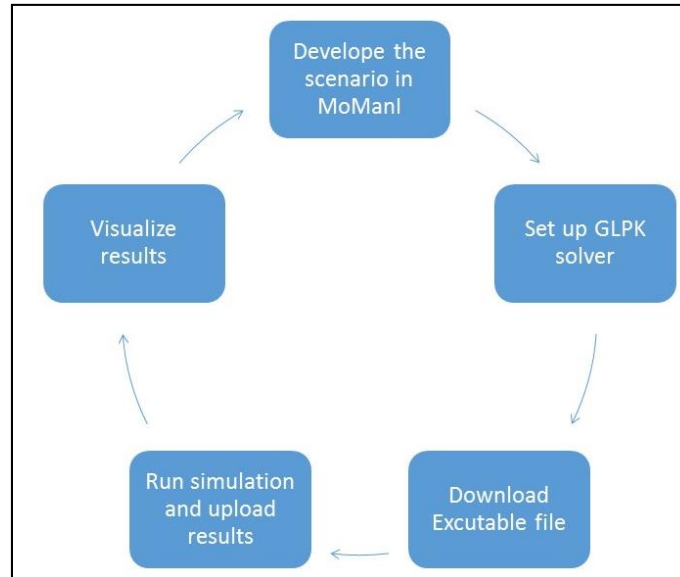 Develope the
scenario in
MoManI
Set up GLPK
solver
Download
Excutable file
Run simulation
and upload
results
Visualize
results